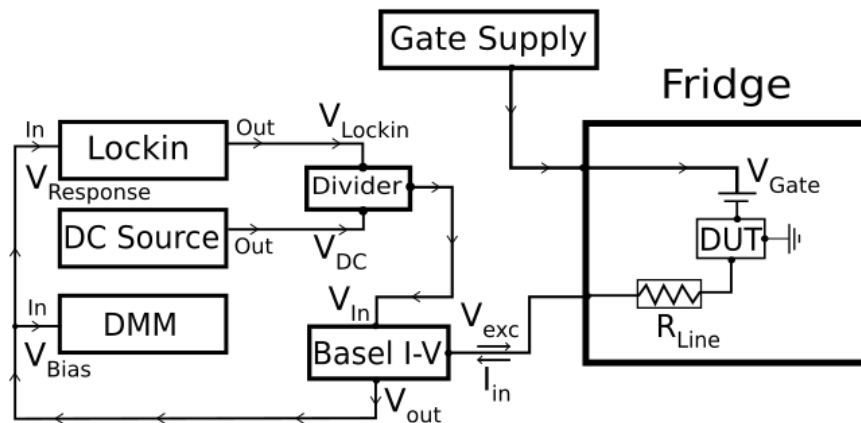 Gate Supply
Fridge
In
Lockin
Out
V_Lockin
V_Response
Divider
V_Gate
DC Source
Out
V_DC
DUT
In
DMM
V_Bias
V_In
Basel I-V
V_exc
I_in
R_Line
V_out